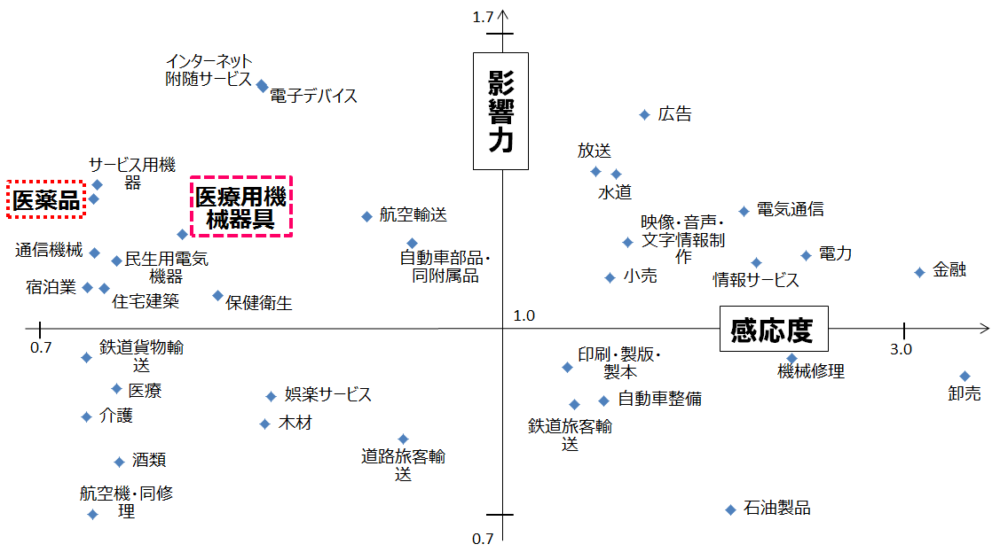 1.7
インターネット
附随サービス
電子デバイス
影
響
力
広告
放送
水道
サービス用機
器
医薬品
医療用機
械器具
航空輸送
電気通信
映像・音声・
文字情報制
作
自動車部品・
同附属品
通信機械
民生用電気
機器
小売
情報サービス
電力
金融
宿泊業
住宅建築
保健衛生
1.0
感応度
0.7
3.0
鉄道貨物輸
送
医療
介護
娯楽サービス
木材
印刷・製版・
製本
機械修理
卸売
自動車整備
鉄道旅客輸
送
道路旅客輸
送
酒類
航空機・同修
理
石油製品
0.7